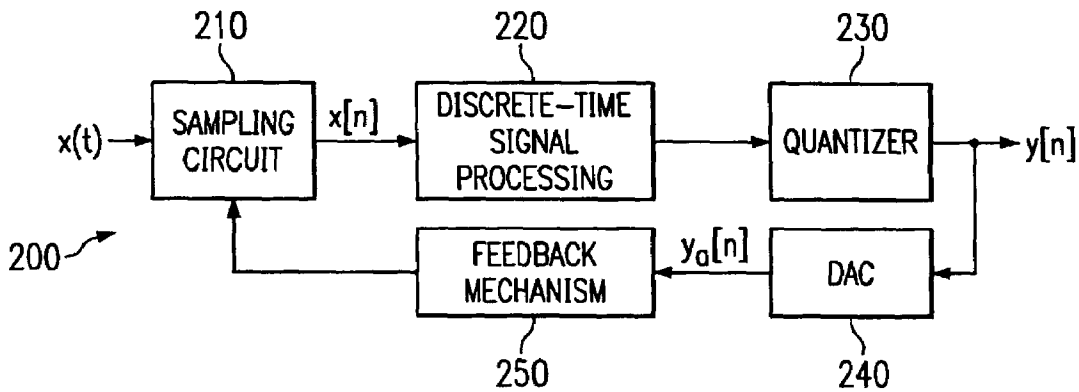 210
220
230
x(t)
SAMPLING
CIRCUIT
x[n]
DISCRETE-TIME
SIGNAL
PROCESSING
QUANTIZER
y[n]
200
FEEDBACK
MECHANISM
ya[n]
DAC
250
240